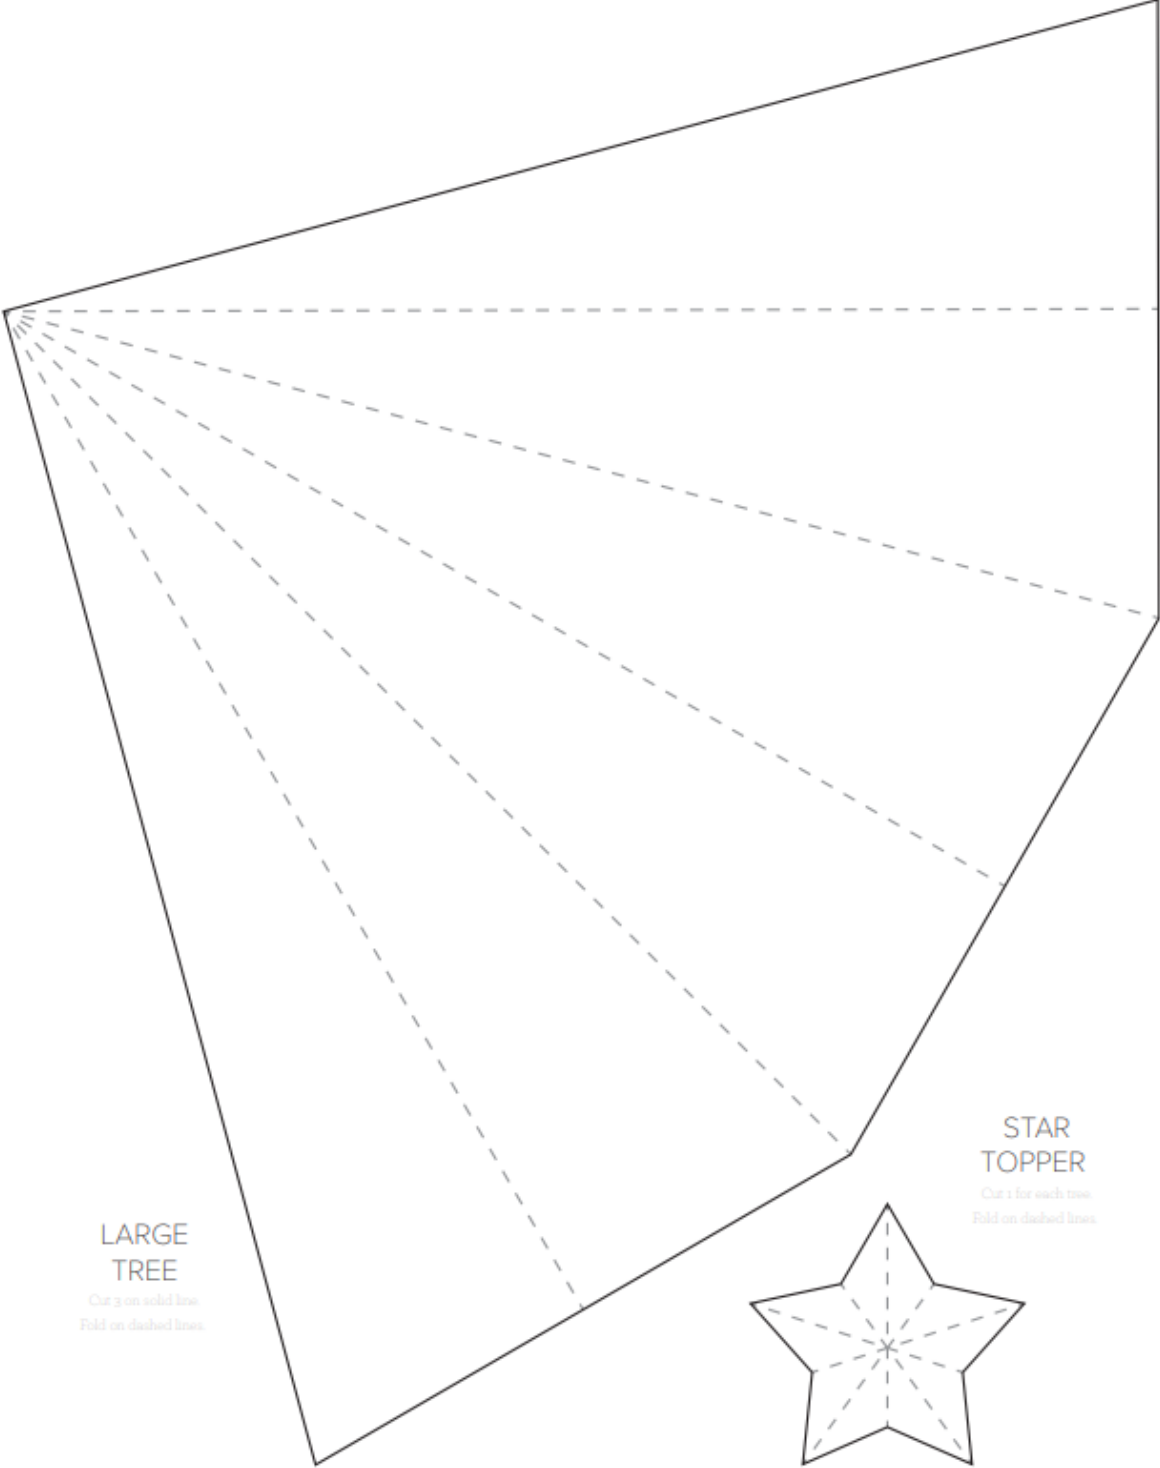 STAR
TOPPER
Cut 1 for each tree.
Fold on dashed lines.
LARGE
TREE
Cut 3 on solid line.
Fold on dashed lines.